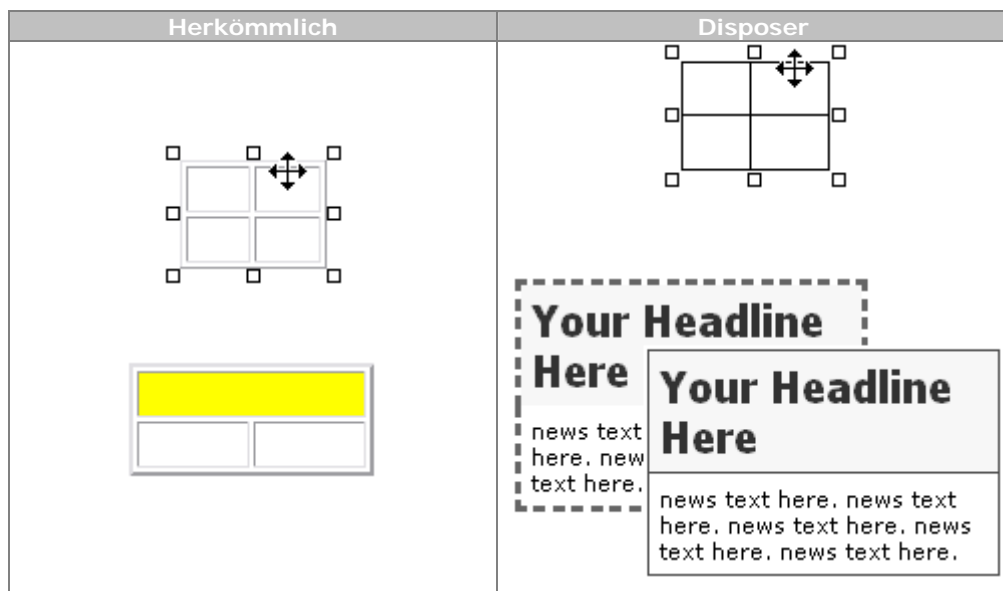 Herkömmlich
Disposer
Your Headline
Here
news text
here. new
text here.
Your Headline
Here
news text here. news text
here. news text here. news
text here. news text here.